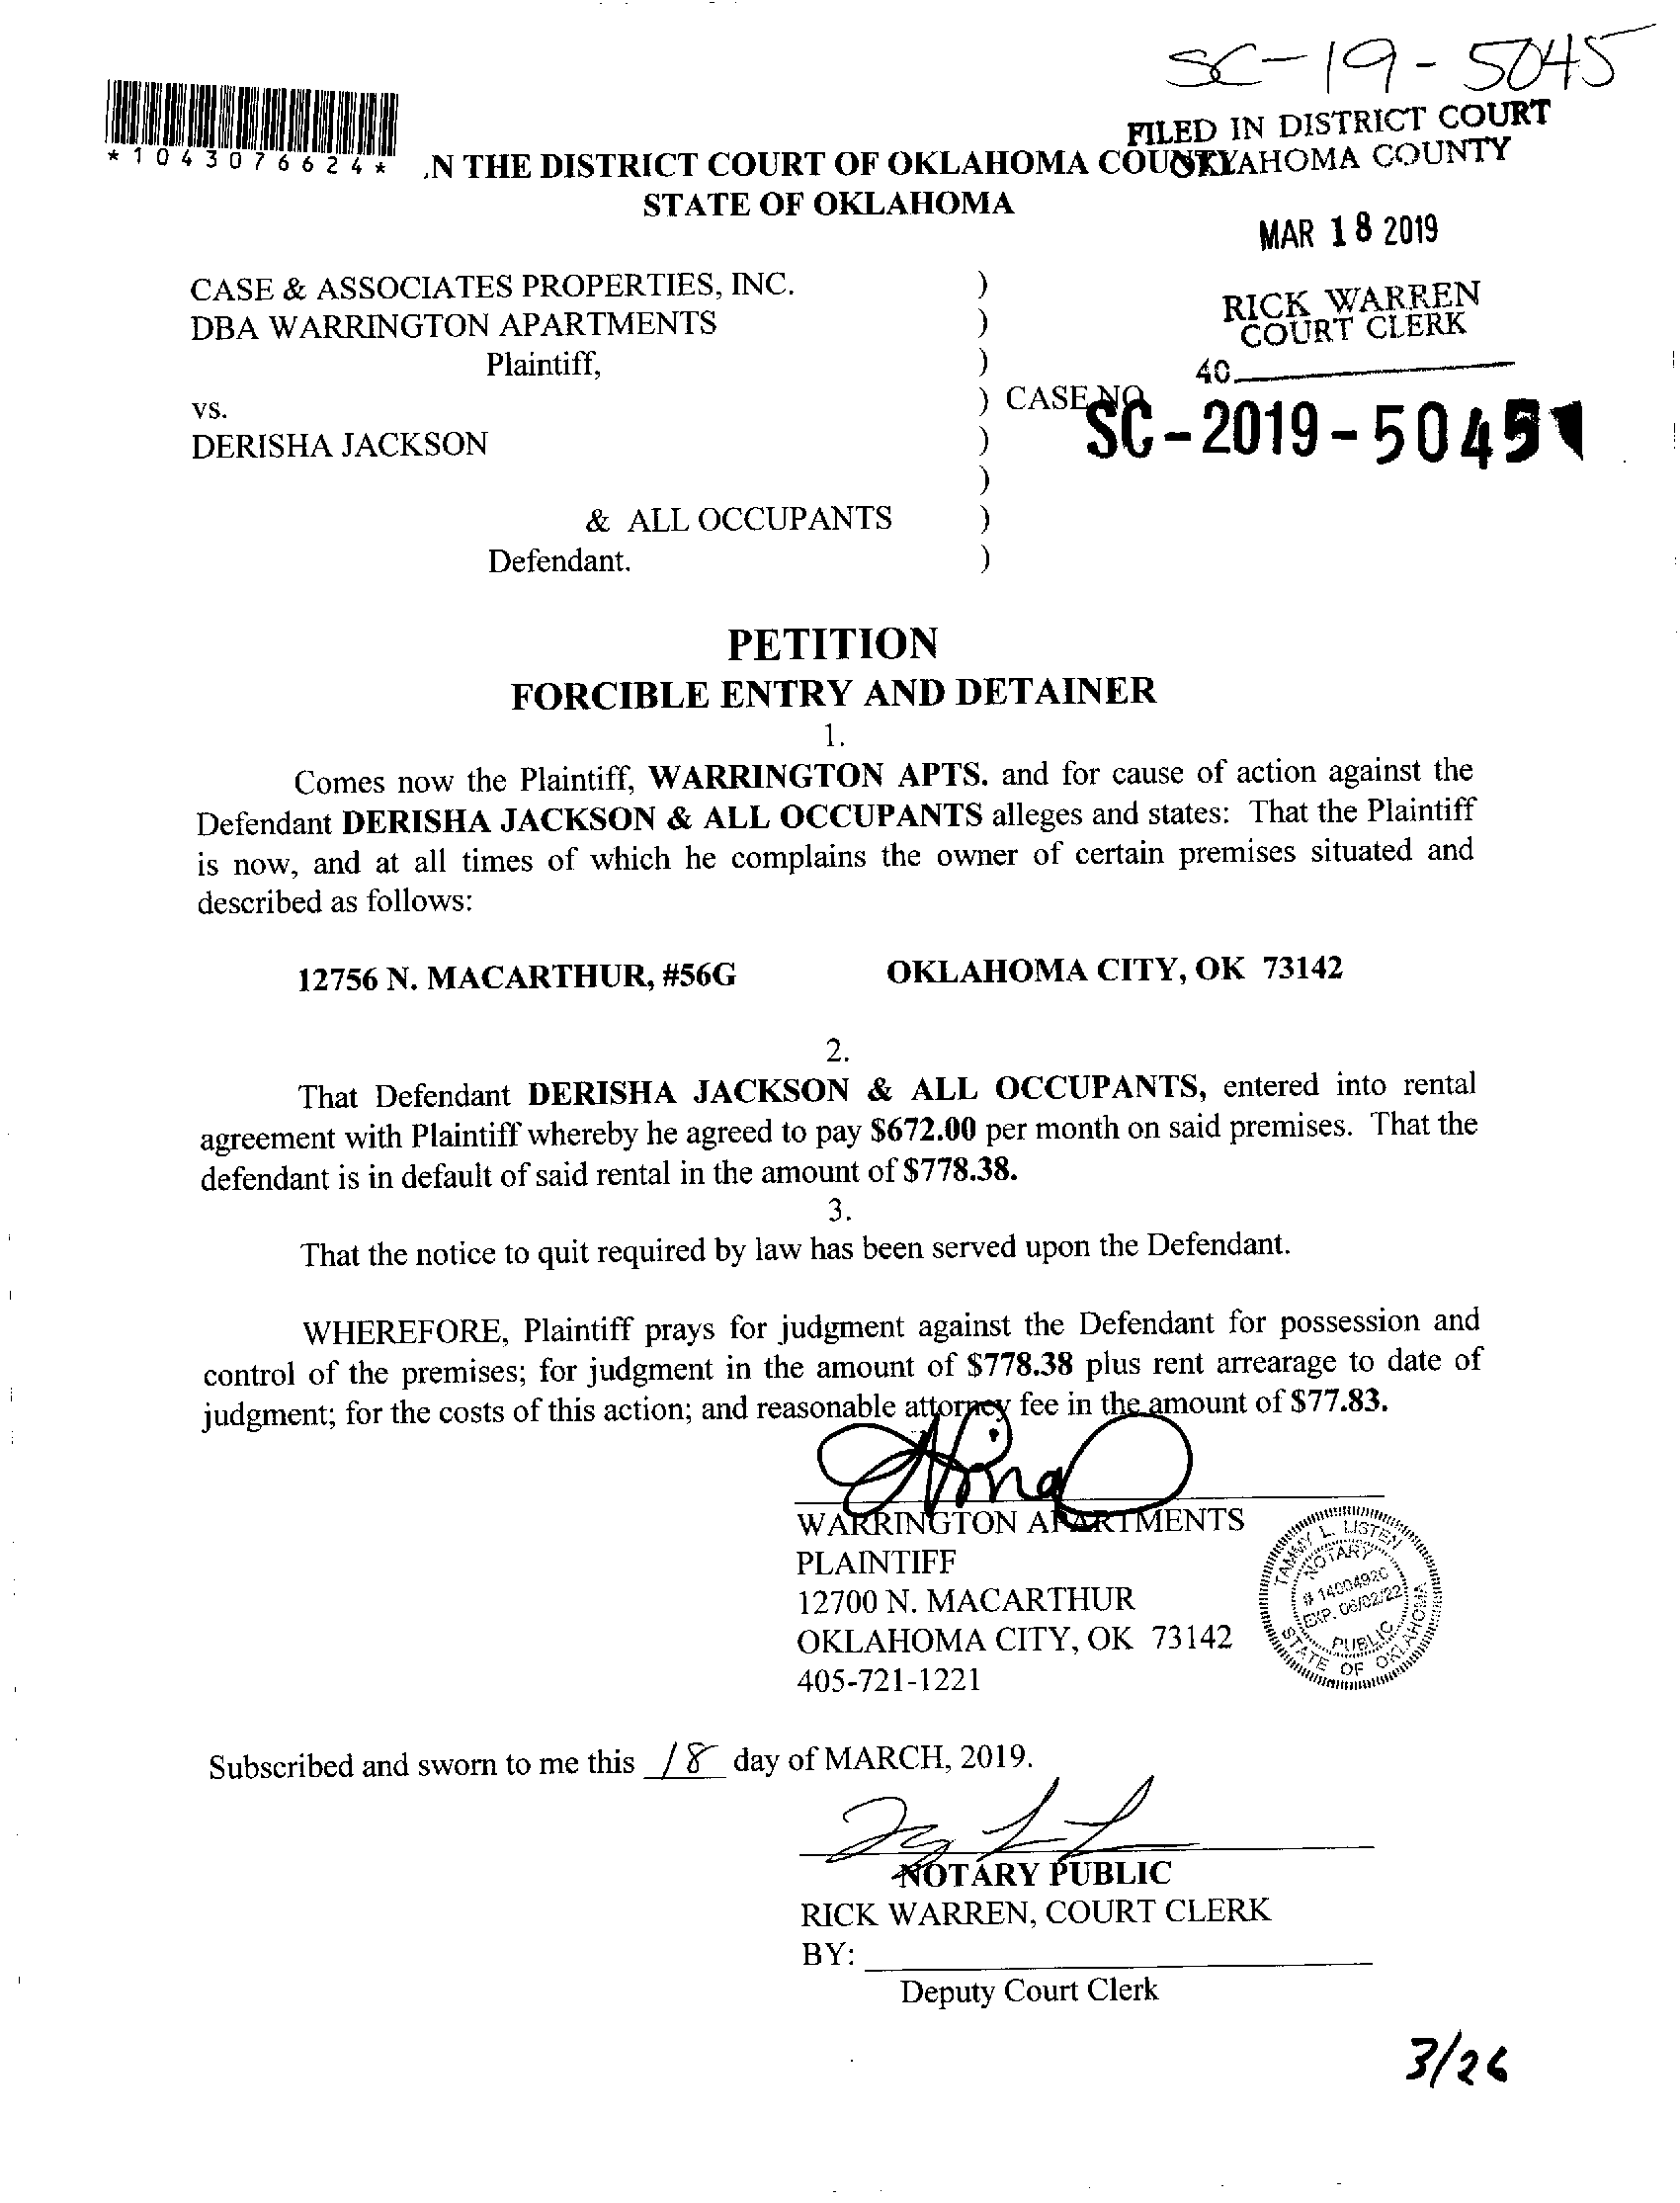 SC-19-5045
FILED IN DISTRICT COURT
*1043076624* .N THE DISTRICT COURT OF OKLAHOMA COUNTY
OKLAHOMA COUNTY
STATE OF OKLAHOMA
MAR 18 2019
CASE & ASSOCIATES PROPERTIES, INC. )
DBA WARRINGTON APARTMENTS )
RICK WARREN
COURT CLERK
Plaintiff, )
40
vs. ) CASE NO
SC-2019-5045
DERISHA JACKSON )
)
& ALL OCCUPANTS )
Defendant. )
PETITION
FORCIBLE ENTRY AND DETAINER
1.
Comes now the Plaintiff, WARRINGTON APTS. and for cause of action against the
Defendant DERISHA JACKSON & ALL OCCUPANTS alleges and states: That the Plaintiff
is now, and at all times of which he complains the owner of certain premises situated and
described as follows:
12756 N. MACARTHUR, #56G OKLAHOMA CITY, OK 73142
2.
That Defendant DERISHA JACKSON & ALL OCCUPANTS, entered into rental
agreement with Plaintiff whereby he agreed to pay $672.00 per month on said premises. That the
defendant is in default of said rental in the amount of $778.38.
3.
That the notice to quit required by law has been served upon the Defendant.
WHEREFORE, Plaintiff prays for judgment against the Defendant for possession and
control of the premises; for judgment in the amount of $778.38 plus rent arrearage to date of
judgment; for the costs of this action; and reasonable attorney fee in the amount of $77.83.
WARRINGTON APARTMENTS
PLAINTIFF
12700 N. MACARTHUR
OKLAHOMA CITY, OK 73142
405-721-1221
TAMMY L. LISTEN
NOTARY
# 14004920
EXP. 06/02/22
PUBLIC
STATE OF OKLAHOMA
Subscribed and sworn to me this 18 day of MARCH, 2019.
NOTARY PUBLIC
RICK WARREN, COURT CLERK
BY:
Deputy Court Clerk
3/26